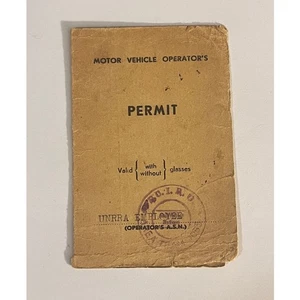 MOTOR VEHICLE OPERATOR'S
PERMIT
Valid { with without } glasses
UNRRA EMPLOYEE
(OPERATOR'S A.S.N.)